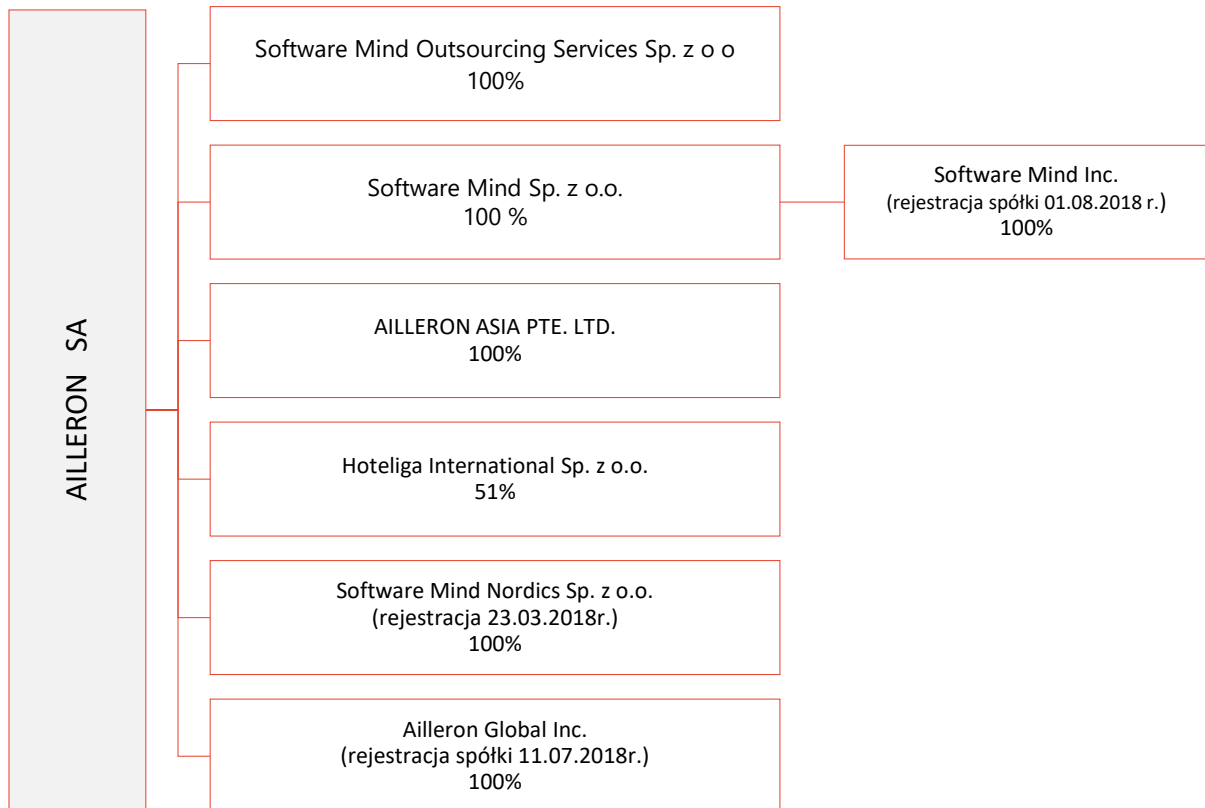 AILLERON SA
Software Mind Outsourcing Services Sp. z o o
100%
Software Mind Sp. z o.o.
100 %
Software Mind Inc.
(rejestracja spółki 01.08.2018 r.)
100%
AILLERON ASIA PTE. LTD.
100%
Hoteliga International Sp. z o.o.
51%
Software Mind Nordics Sp. z o.o.
(rejestracja 23.03.2018r.)
100%
Ailleron Global Inc.
(rejestracja spółki 11.07.2018r.)
100%